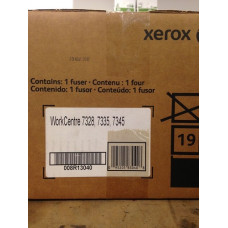 xerox
Contains: 1 fuser - Contenu : 1 four
Contenido: 1 fusor - Conteúdo: 1 fusor
WorkCentre 7328, 7335, 7345
19
008R13040